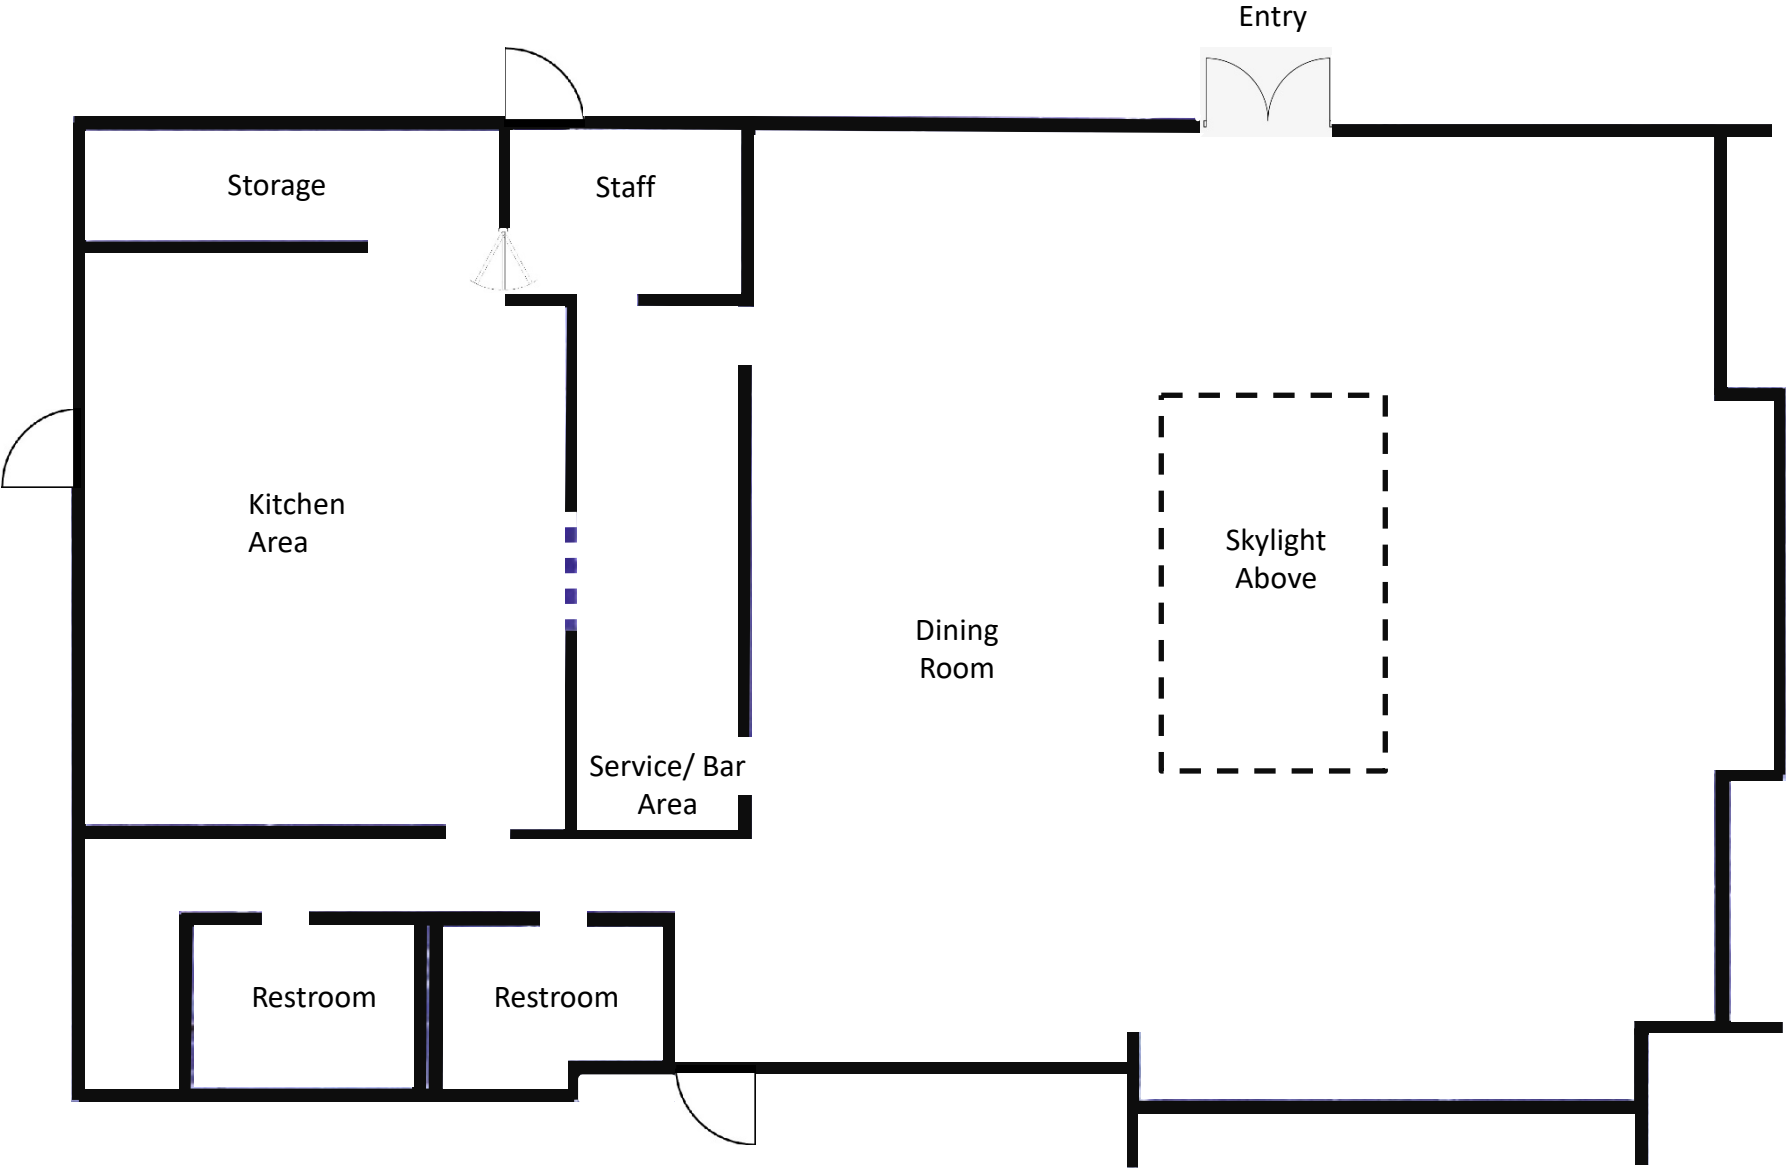 Entry
Storage
Staff
Kitchen
Area
Skylight
Above
Dining
Room
Service/ Bar
Area
Restroom
Restroom